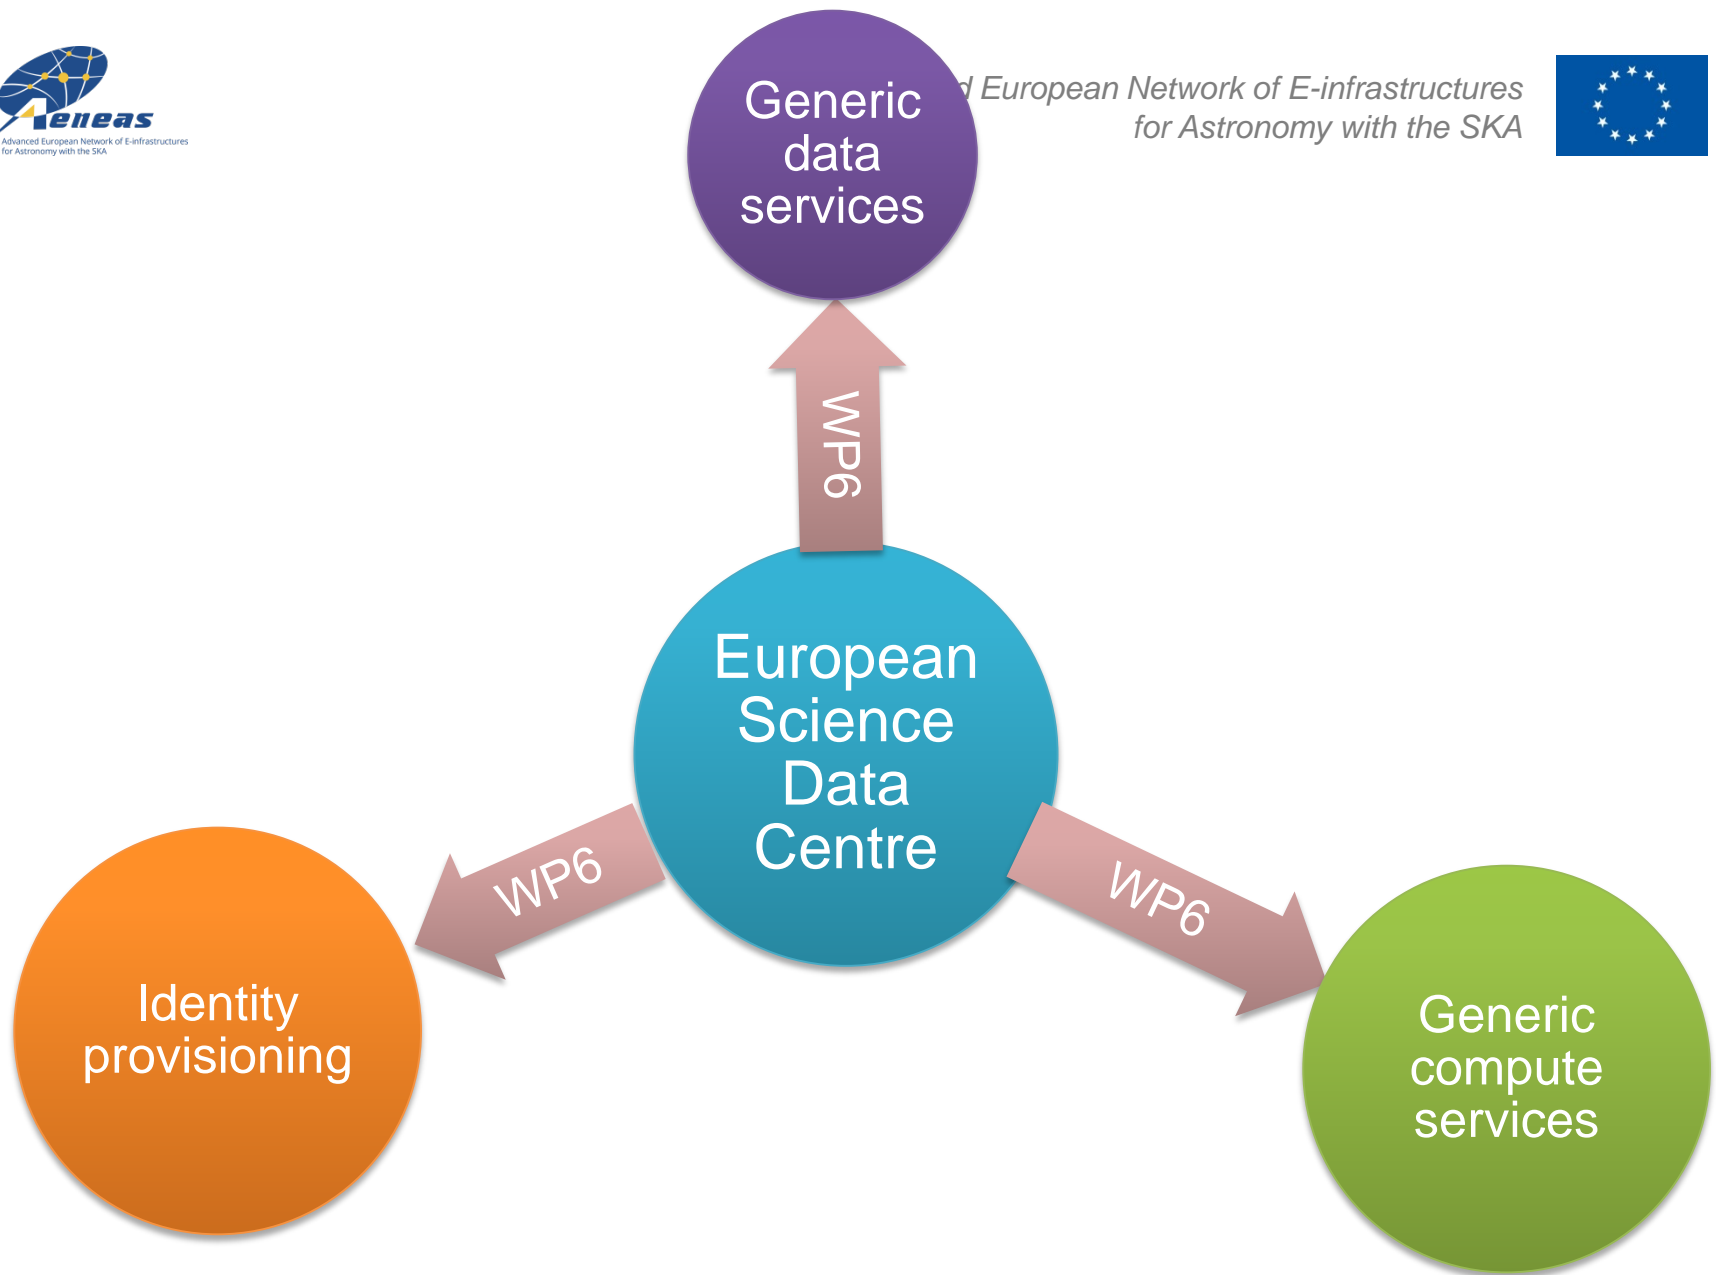 Aeneas
Advanced European Network of E-infrastructures
for Astronomy with the SKA
d European Network of E-infrastructures
for Astronomy with the SKA
Generic
data
services
WP6
European
Science
Data
Centre
WP6
WP6
Identity
provisioning
Generic
compute
services